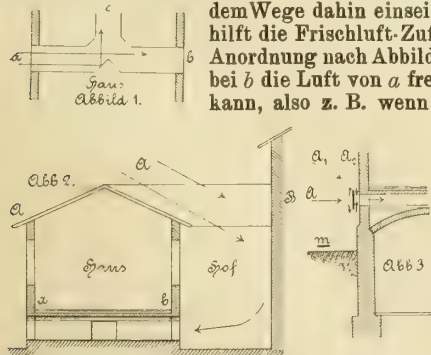 dem Wege dahin einsei
hilft die Frischluft-Zuf
Anordnung nach Abbild
bei b die Luft von a fre
kann, also z. B. wenn
c
a b
Haus
Abbild 1.
Abb 2. A
A
Haus Hof
a b
A, A
B A
m
Abb 3